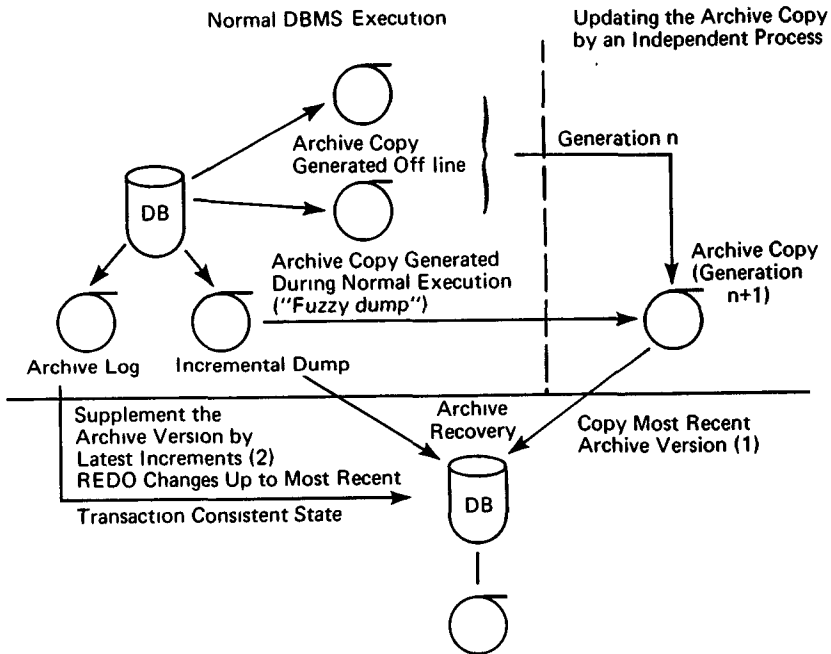 Normal DBMS Execution
Updating the Archive Copy
by an Independent Process
Archive Copy
Generated Off line
Generation n
DB
Archive Copy Generated
During Normal Execution
("Fuzzy dump")
Archive Copy
(Generation
n+1)
Archive Log
Incremental Dump
Supplement the
Archive Version by
Latest Increments (2)
REDO Changes Up to Most Recent
Transaction Consistent State
Archive
Recovery
Copy Most Recent
Archive Version (1)
DB